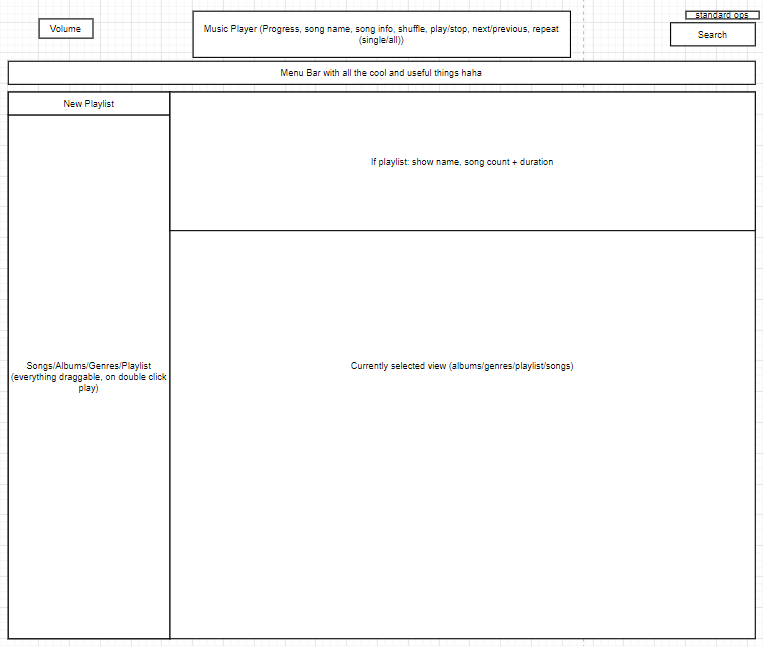 Volume
Music Player (Progress, song name, song info, shuffle, play/stop, next/previous, repeat
(single/all))
standard ops
Search
Menu Bar with all the cool and useful things haha
New Playlist
If playlist: show name, song count + duration
Songs/Albums/Genres/Playlist
(everything draggable, on double click
play)
Currently selected view (albums/genres/playlist/songs)